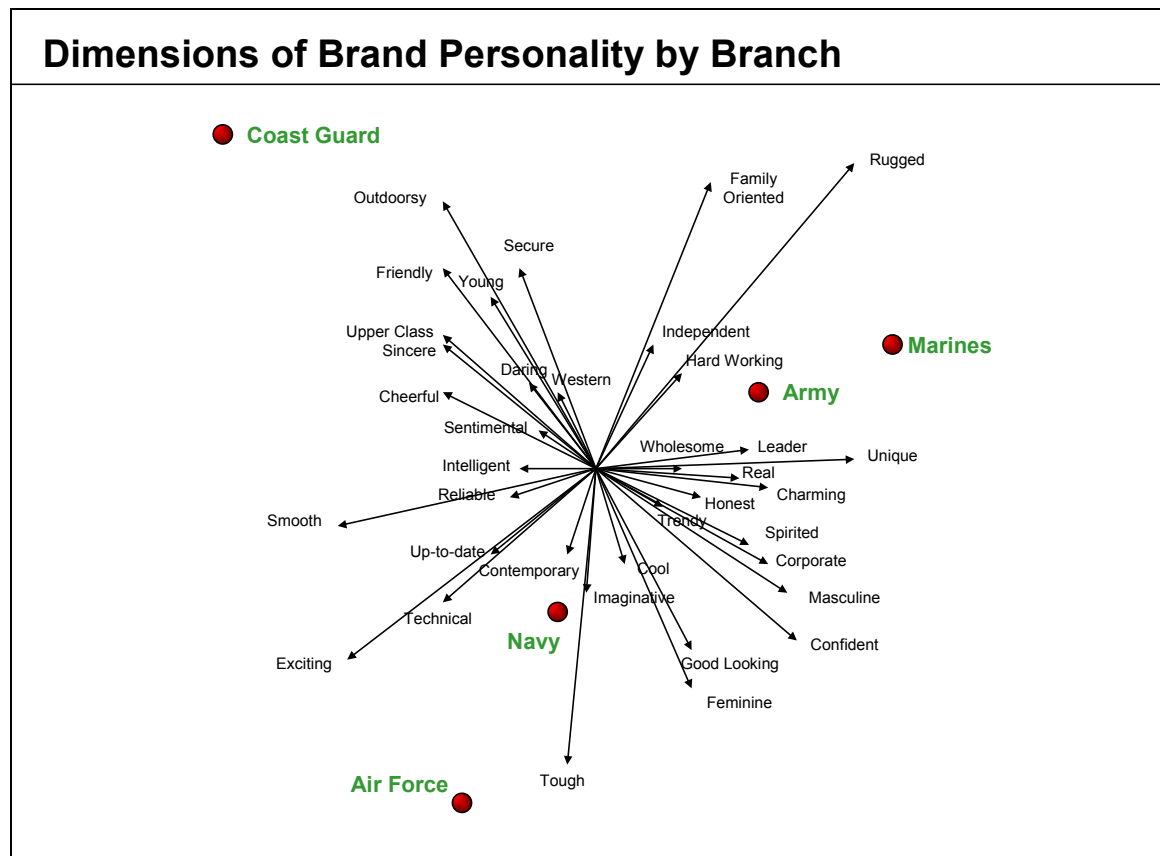 Dimensions of Brand Personality by Branch
Coast Guard
Rugged
Family
Oriented
Outdoorsy
Secure
Friendly
Young
Upper Class
Independent
Marines
Sincere
Hard Working
Daring
Western
Army
Cheerful
Sentimental
Wholesome
Leader
Unique
Intelligent
Real
Reliable
Charming
Honest
Smooth
Trendy
Spirited
Up-to-date
Corporate
Contemporary
Cool
Imaginative
Masculine
Technical
Navy
Confident
Exciting
Good Looking
Feminine
Tough
Air Force